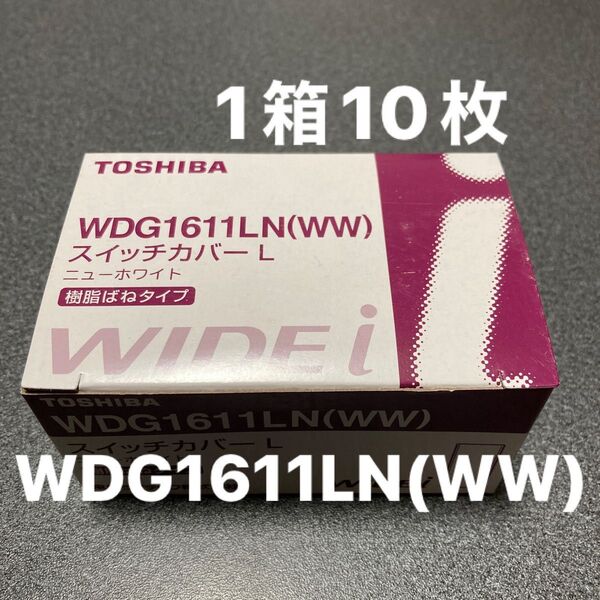 1箱10枚
TOSHIBA
WDG1611LN(WW)
スイッチカバー L
ニューホワイト
樹脂ばねタイプ
WIDE i
TOSHIBA
WDG1611LN(WW)
スイッチカバー L
WDG1611LN(WW)